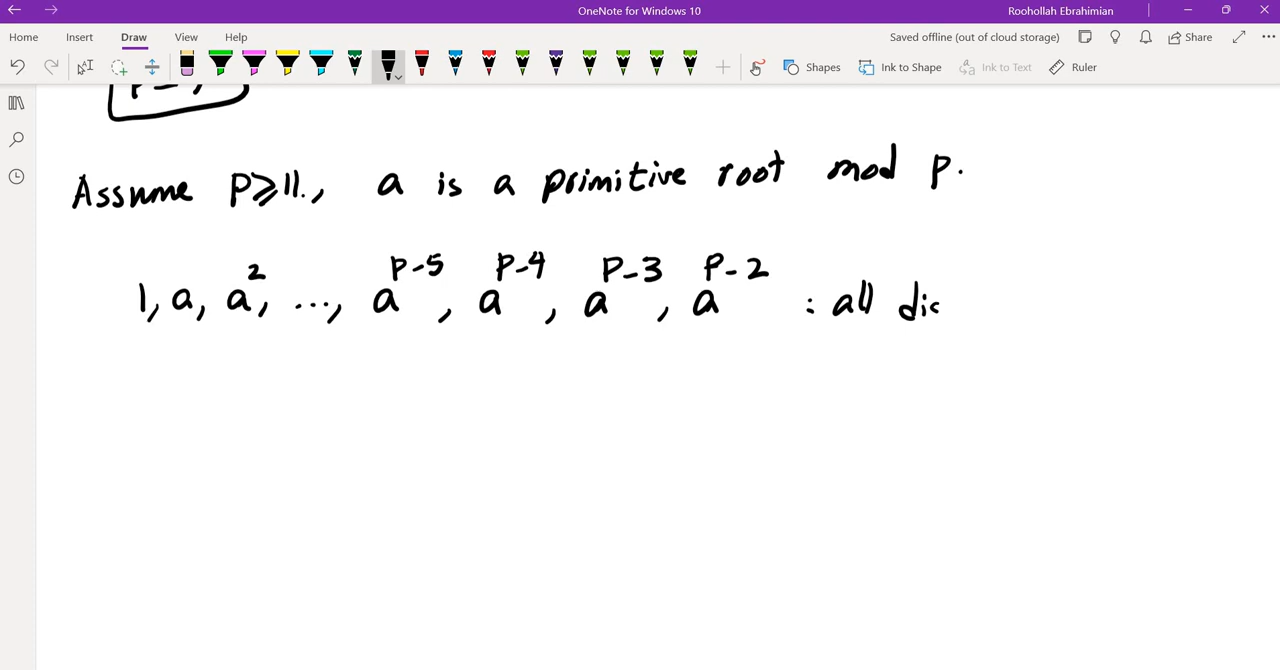 OneNote for Windows 10
Roohollah Ebrahimian
Home Insert Draw View Help
Saved offline (out of cloud storage)
Share
Shapes
Ink to Shape
Ink to Text
Ruler
Assume p≥11., a is a primitive root mod p.
1, a, a^2, ..., a^{p-5}, a^{p-4}, a^{p-3}, a^{p-2} : all dic